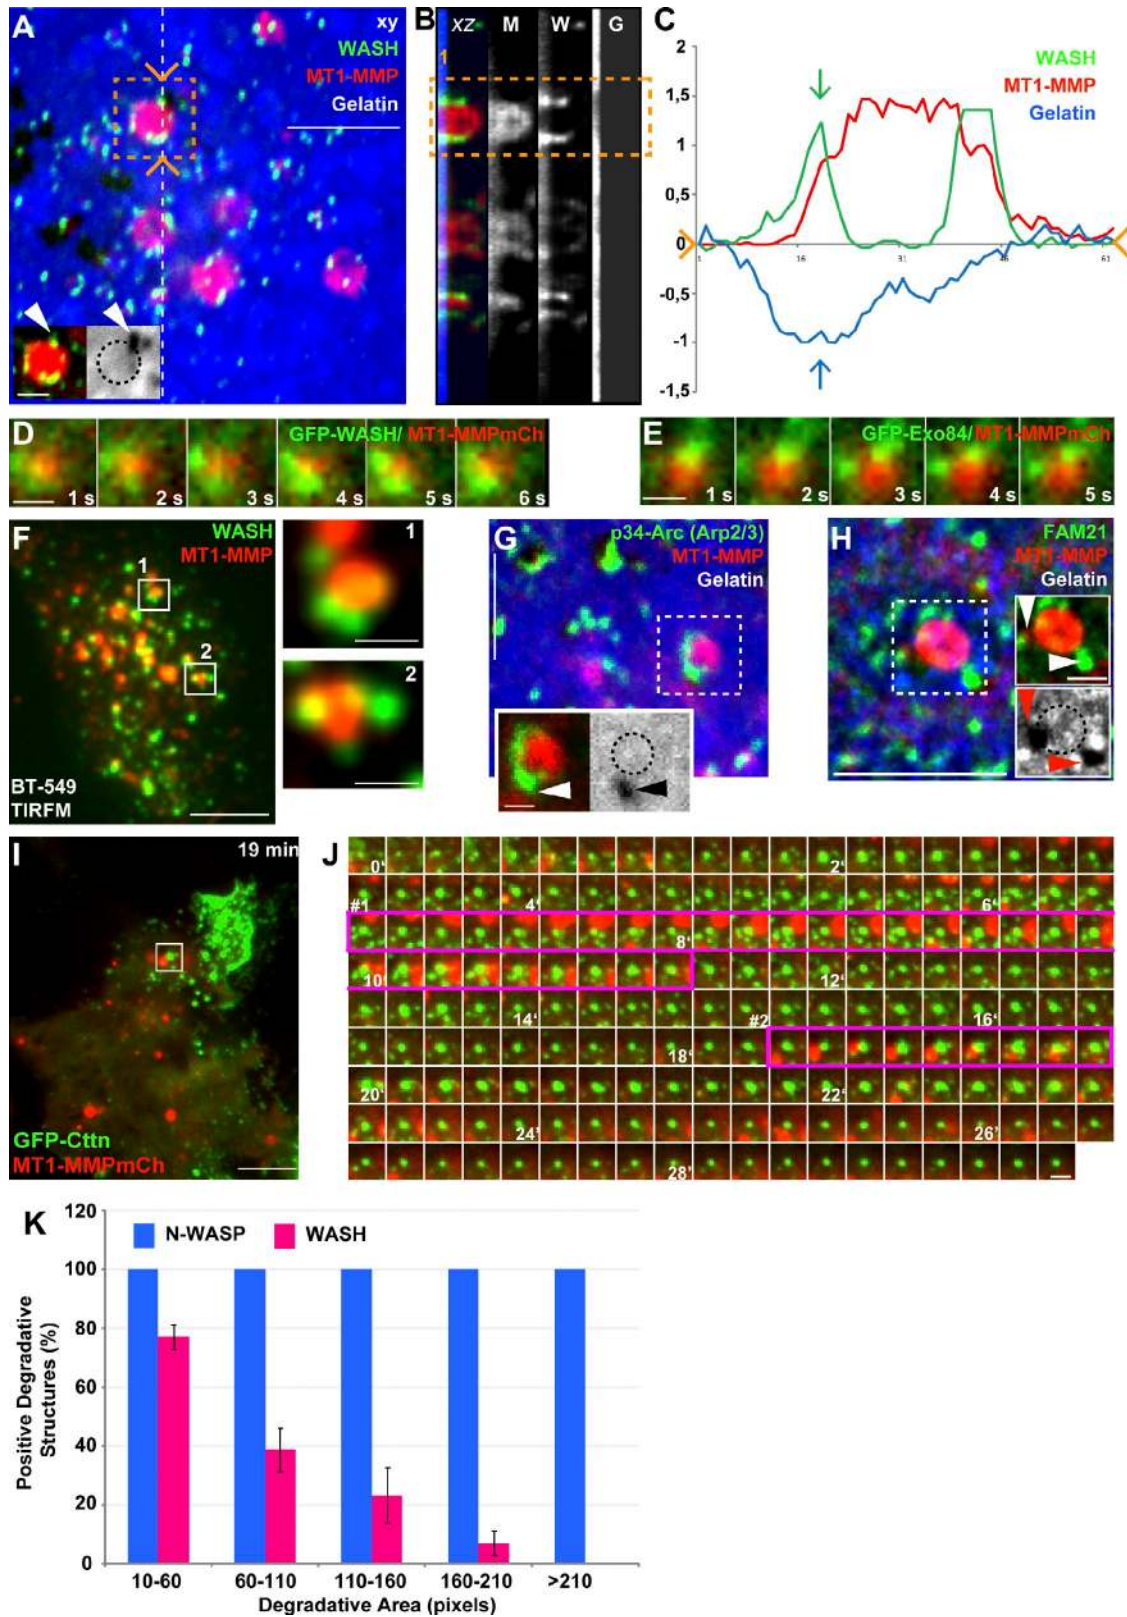 A
xy
WASH
MT1-MMP
Gelatin
B
XZ
M
W
G
1
C
WASH
MT1-MMP
Gelatin
2
1,5
1
0,5
0
-0,5
-1
-1,5
1
16
31
46
61
D
GFP-WASH/ MT1-MMPmCh
1 s
2 s
3 s
4 s
5 s
6 s
E
GFP-Exo84/MT1-MMPmCh
1 s
2 s
3 s
4 s
5 s
F
WASH
MT1-MMP
1
2
BT-549
TIRFM
1
2
G
p34-Arc (Arp2/3)
MT1-MMP
Gelatin
H
FAM21
MT1-MMP
Gelatin
I
19 min
GFP-Cttn
MT1-MMPmCh
J
0'
2'
#1
4'
6'
8'
10
12'
14'
#2
16'
18'
20'
22'
24'
26'
28'
K
N-WASP
WASH
Positive Degradative
Structures (%)
120
100
80
60
40
20
0
10-60
60-110
110-160
160-210
>210
Degradative Area (pixels)